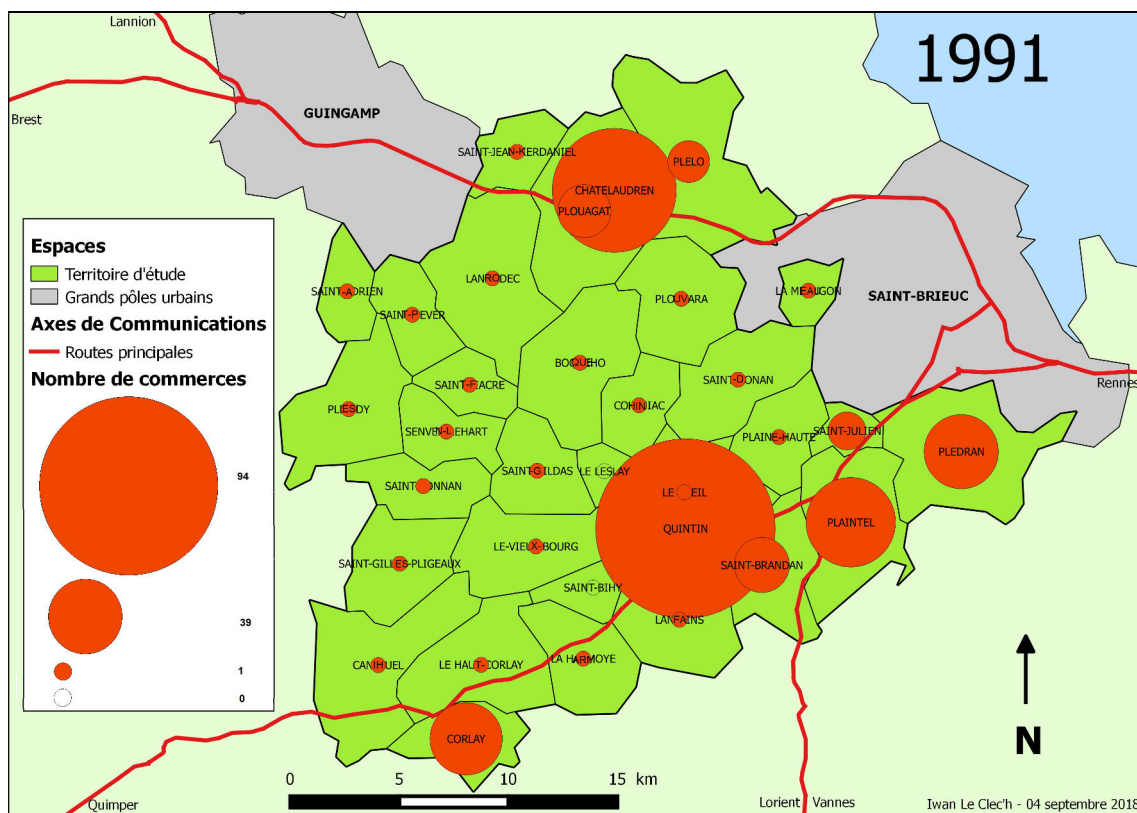 1991
Lannion
Brest
GUINGAMP
SAINT-JEAN-KERDANIEL
PLELO
CHATELAUDREN
PLOUAGAT
Espaces
Territoire d'étude
Grands pôles urbains
Axes de Communications
Routes principales
Nombre de commerces
94
39
1
0
SAINT-ADRIEN
LANRODEC
PLOUVARA
LA MEAUGON
SAINT-BRIEUC
SAINT-PEVER
BOQUEHO
SAINT-FIACRE
SAINT-DONAN
Rennes
PLESIDY
COHINIAC
SENVEN-LEHART
PLAINE-HAUTE
SAINT-JULIEN
PLEDRAN
SAINT-GILDAS
LE LESLAY
SAINT-CONNAN
LE FOEIL
QUINTIN
PLAINTEL
LE-VIEUX-BOURG
SAINT-GILLES-PLIGEAUX
SAINT-BRANDAN
SAINT-BIHY
LANFAINS
CANIHUEL
LE HAUT-CORLAY
LA HARMOYE
CORLAY
N
0 5 10 15 km
Quimper
Lorient
Vannes
Iwan Le Clec'h - 04 septembre 2018